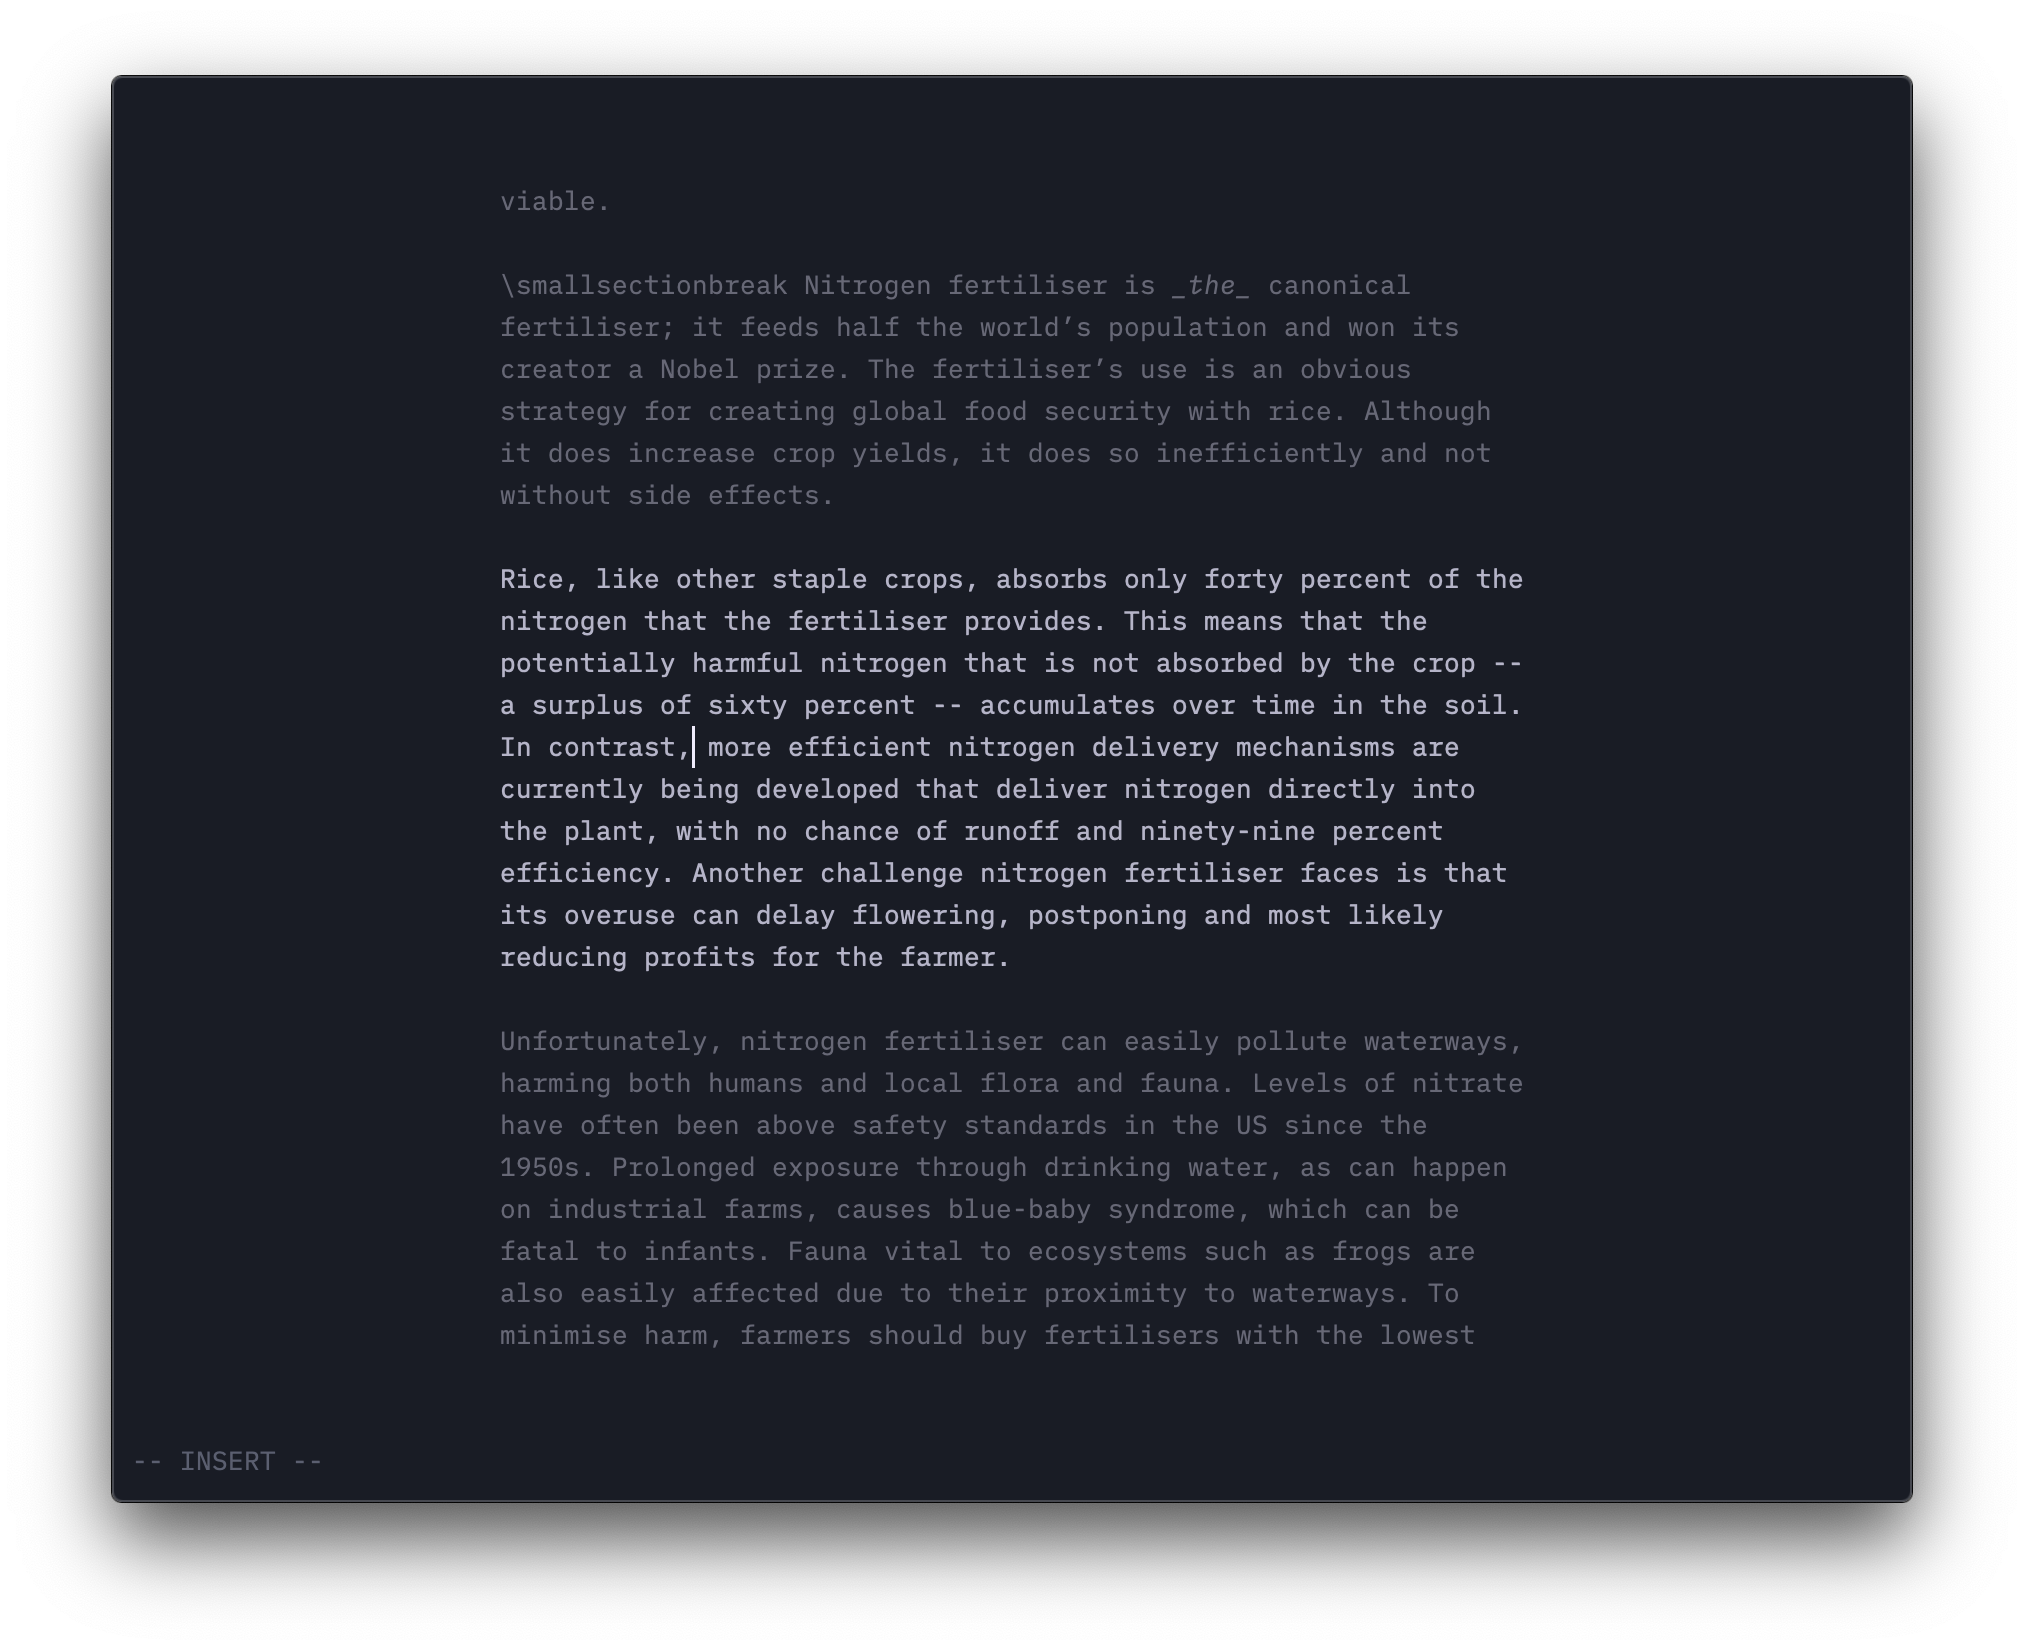 viable.
\smallsectionbreak Nitrogen fertiliser is _the_ canonical
fertiliser; it feeds half the world’s population and won its
creator a Nobel prize. The fertiliser’s use is an obvious
strategy for creating global food security with rice. Although
it does increase crop yields, it does so inefficiently and not
without side effects.
Rice, like other staple crops, absorbs only forty percent of the
nitrogen that the fertiliser provides. This means that the
potentially harmful nitrogen that is not absorbed by the crop --
a surplus of sixty percent -- accumulates over time in the soil.
In contrast, more efficient nitrogen delivery mechanisms are
currently being developed that deliver nitrogen directly into
the plant, with no chance of runoff and ninety-nine percent
efficiency. Another challenge nitrogen fertiliser faces is that
its overuse can delay flowering, postponing and most likely
reducing profits for the farmer.
Unfortunately, nitrogen fertiliser can easily pollute waterways,
harming both humans and local flora and fauna. Levels of nitrate
have often been above safety standards in the US since the
1950s. Prolonged exposure through drinking water, as can happen
on industrial farms, causes blue-baby syndrome, which can be
fatal to infants. Fauna vital to ecosystems such as frogs are
also easily affected due to their proximity to waterways. To
minimise harm, farmers should buy fertilisers with the lowest
-- INSERT --